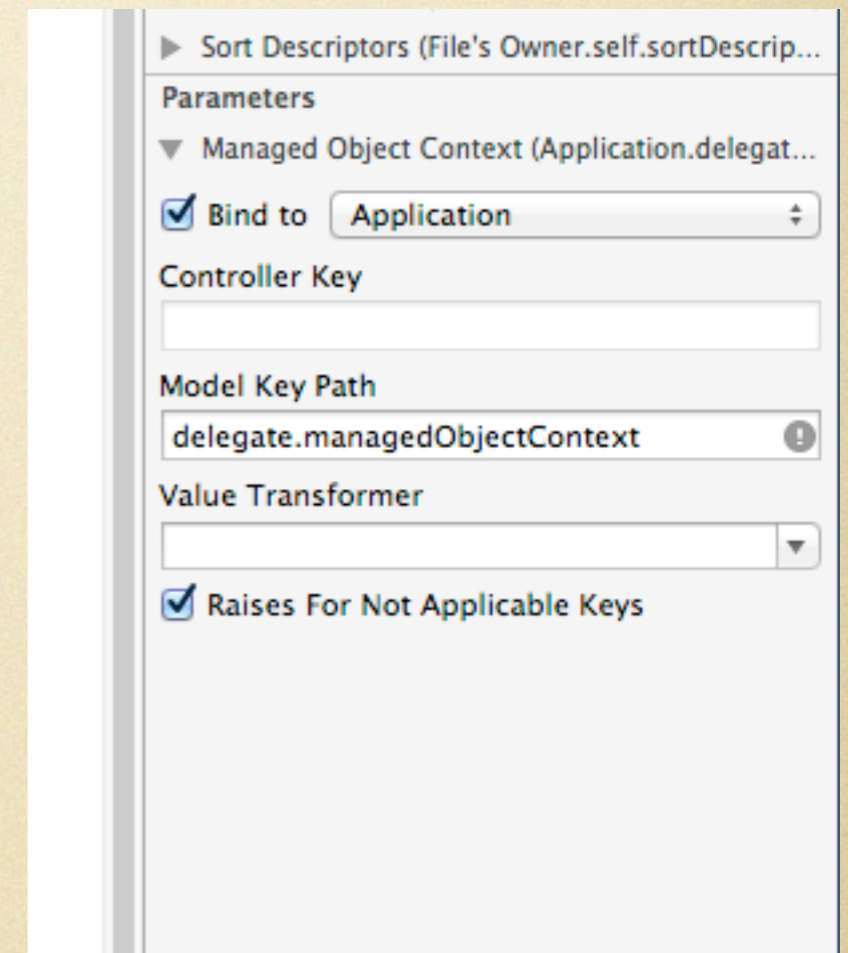 Sort Descriptors (File's Owner.self.sortDescrip...
Parameters
Managed Object Context (Application.delegat...
Bind to Application
Controller Key
Model Key Path
delegate.managedObjectContext
Value Transformer
Raises For Not Applicable Keys